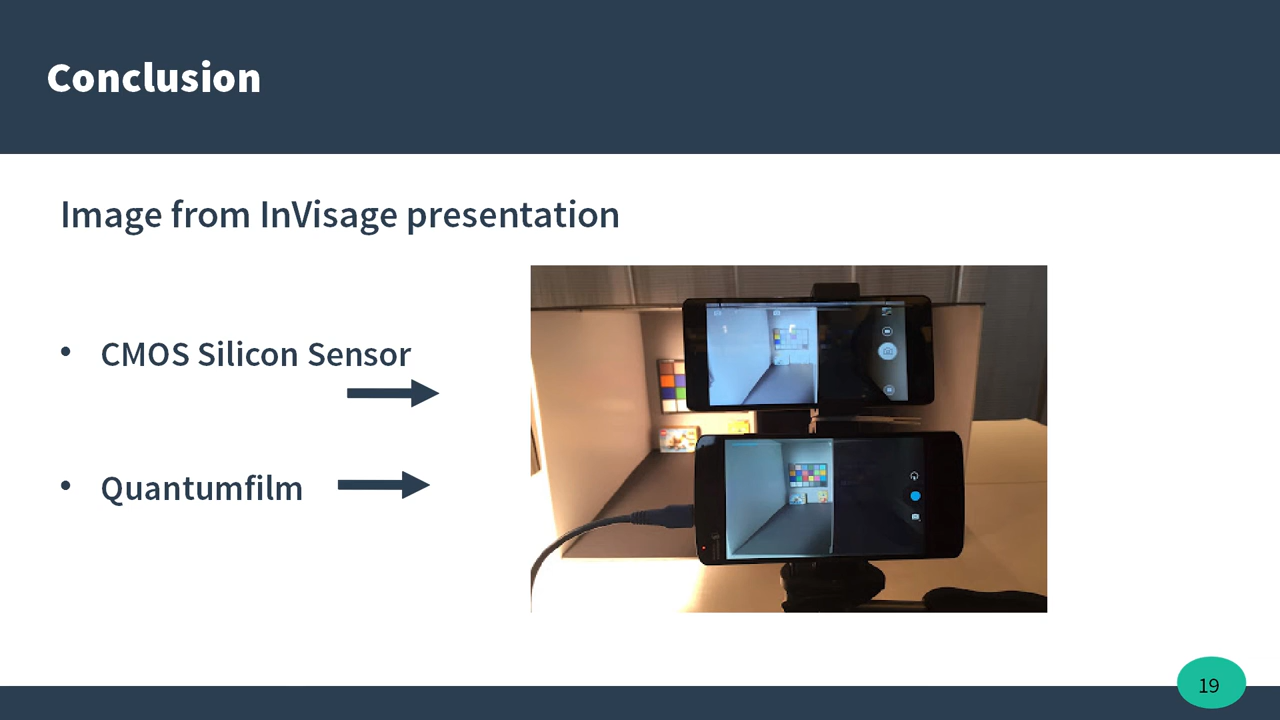 Conclusion
Image from InVisage presentation
• CMOS Silicon Sensor
• Quantumfilm
19